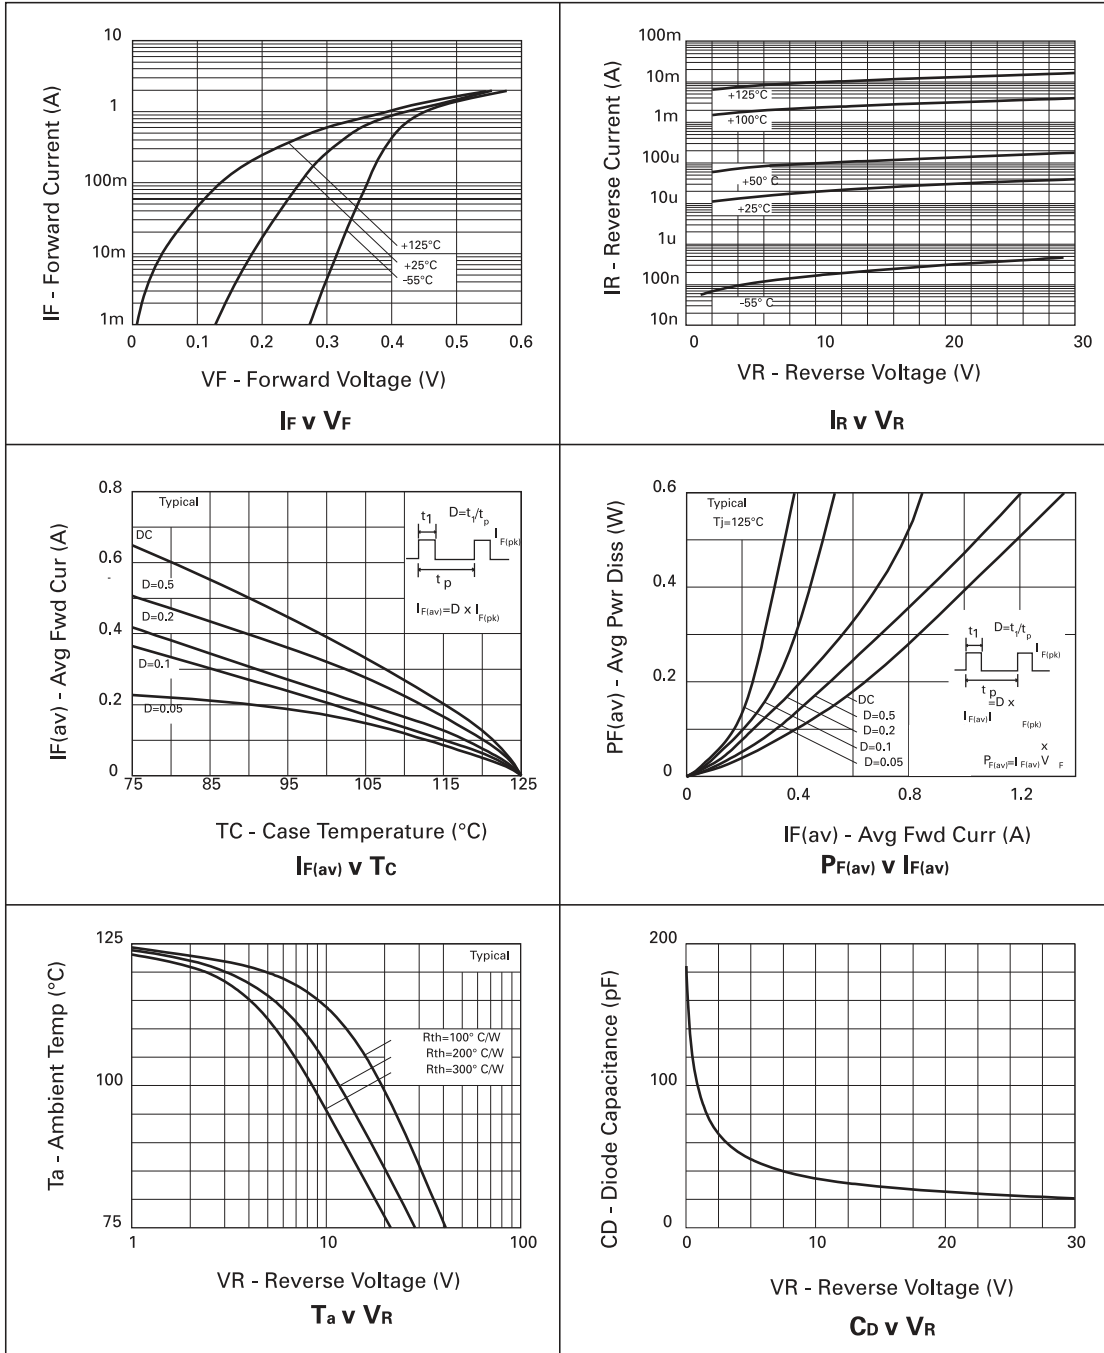 10
1
100m
10m
1m
0 0.1 0.2 0.3 0.4 0.5 0.6
+125°C
+25°C
-55°C
IF - Forward Current (A)
VF - Forward Voltage (V)
IF v VF
100m
10m
1m
100u
10u
1u
100n
10n
0 10 20 30
+125°C
+100°C
+50° C
+25°C
-55° C
IR - Reverse Current (A)
VR - Reverse Voltage (V)
IR v VR
0.8
0.6
0.4
0.2
0
75 85 95 105 115 125
Typical
DC
D=0.5
D=0.2
D=0.1
D=0.05
t1 D=t1/tp
IF(pk)
tp
IF(av)=D x IF(pk)
IF(av) - Avg Fwd Cur (A)
TC - Case Temperature (°C)
IF(av) v TC
0.6
0.4
0.2
0
0 0.4 0.8 1.2
Typical
Tj=125°C
DC
D=0.5
D=0.2
D=0.1
D=0.05
t1 D=t1/tp
IF(pk)
tp
=D x
IF(av)I F(pk)
x
PF(av)=IF(av)V F
PF(av) - Avg Pwr Diss (W)
IF(av) - Avg Fwd Curr (A)
PF(av) v IF(av)
125
100
75
1 10 100
Typical
Rth=100° C/W
Rth=200° C/W
Rth=300° C/W
Ta - Ambient Temp (°C)
VR - Reverse Voltage (V)
Ta v VR
200
100
0
0 10 20 30
CD - Diode Capacitance (pF)
VR - Reverse Voltage (V)
CD v VR